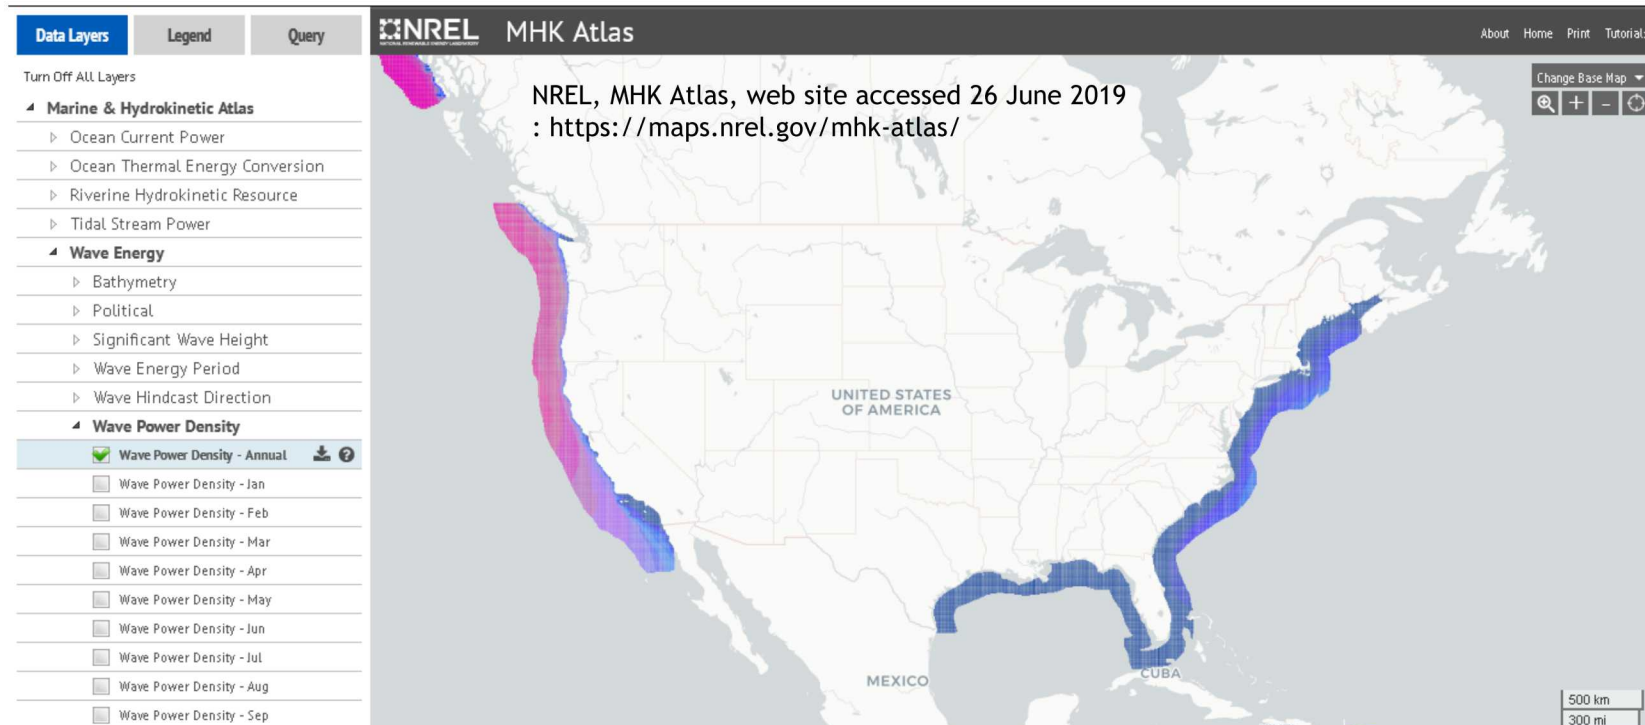 Data Layers
Legend
Query
NREL
NATIONAL RENEWABLE ENERGY LABORATORY
MHK Atlas
About
Home
Print
Tutorials
Turn Off All Layers
Marine & Hydrokinetic Atlas
Ocean Current Power
Ocean Thermal Energy Conversion
Riverine Hydrokinetic Resource
Tidal Stream Power
Wave Energy
Bathymetry
Political
Significant Wave Height
Wave Energy Period
Wave Hindcast Direction
Wave Power Density
Wave Power Density - Annual
Wave Power Density - Jan
Wave Power Density - Feb
Wave Power Density - Mar
Wave Power Density - Apr
Wave Power Density - May
Wave Power Density - Jun
Wave Power Density - Jul
Wave Power Density - Aug
Wave Power Density - Sep
NREL, MHK Atlas, web site accessed 26 June 2019
: https://maps.nrel.gov/mhk-atlas/
Change Base Map
UNITED STATES
OF AMERICA
MEXICO
CUBA
500 km
300 mi